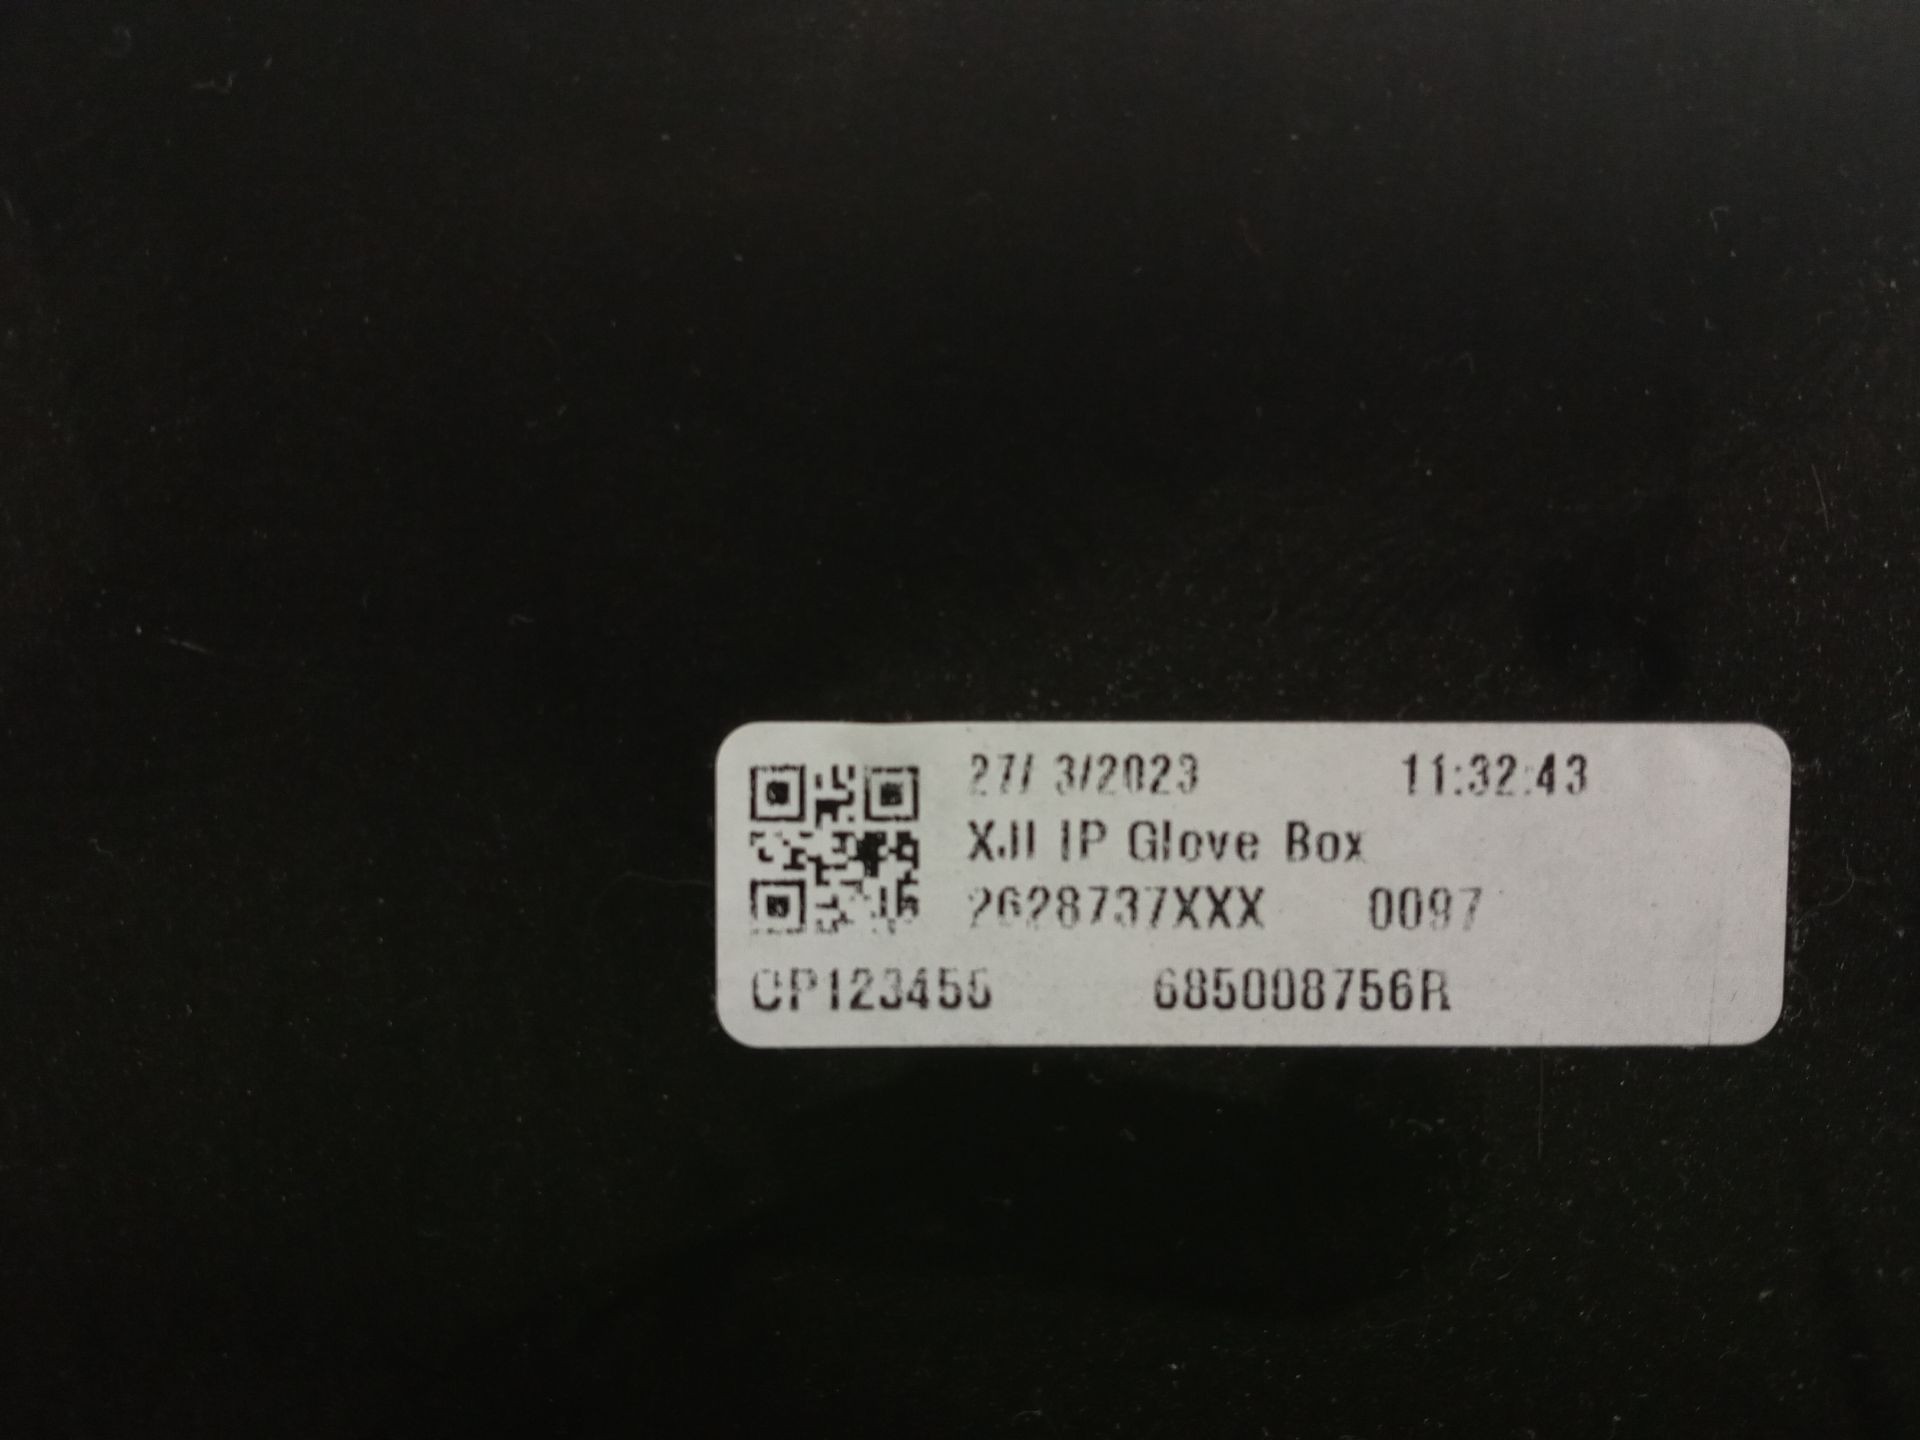 27/ 3/2023 11:32:43
XJI IP Glove Box
2628737XXX 0097
CP123456 685008756R